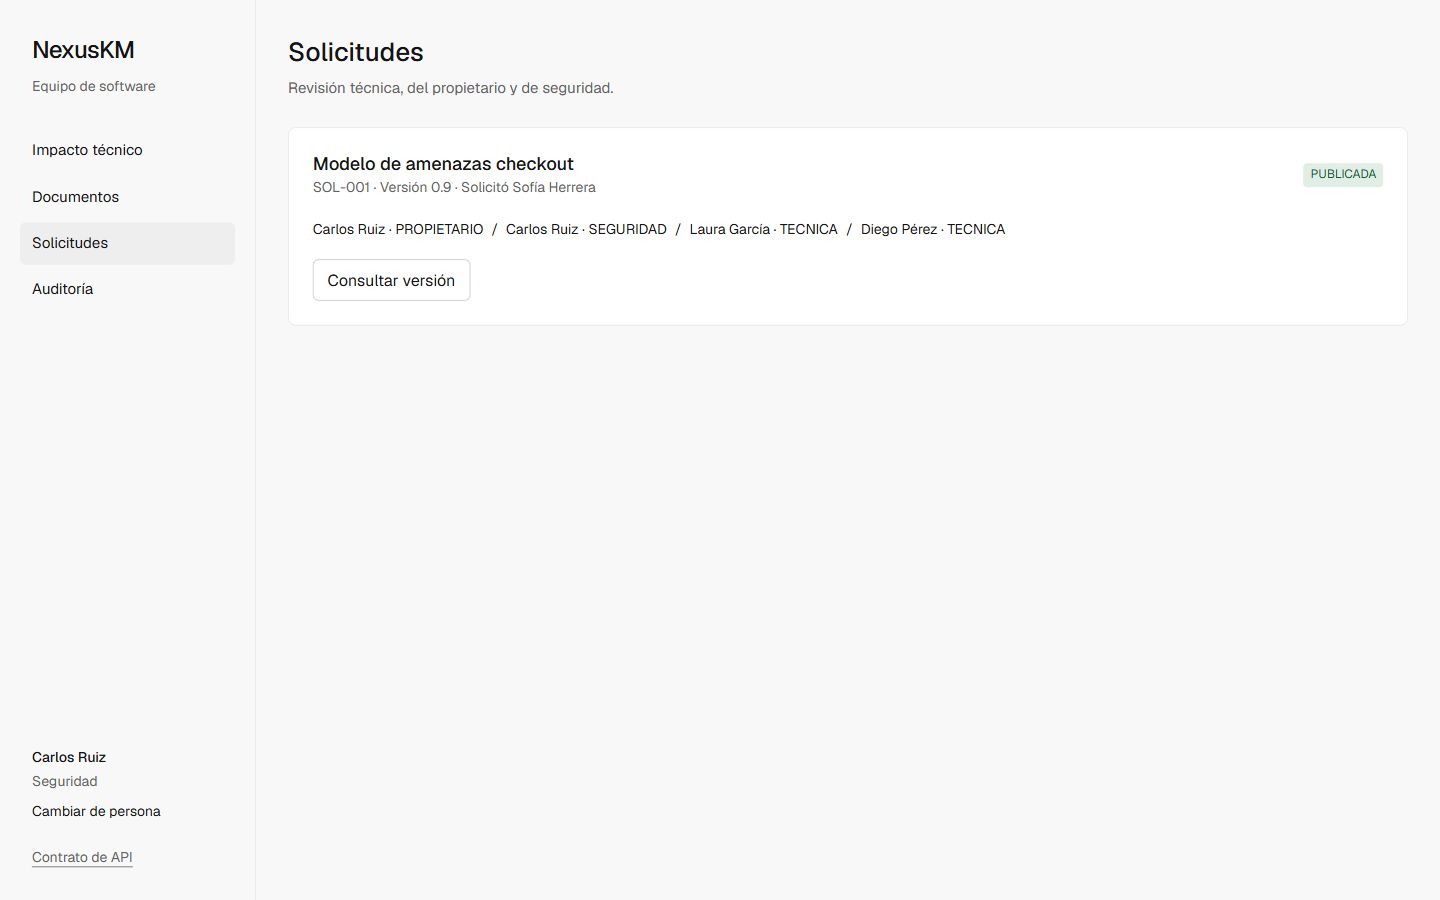 NexusKM
Equipo de software
Impacto técnico
Documentos
Solicitudes
Auditoría
Carlos Ruiz
Seguridad
Cambiar de persona
Contrato de API
Solicitudes
Revisión técnica, del propietario y de seguridad.
Modelo de amenazas checkout
SOL-001 · Versión 0.9 · Solicitó Sofía Herrera
PUBLICADA
Carlos Ruiz · PROPIETARIO / Carlos Ruiz · SEGURIDAD / Laura García · TECNICA / Diego Pérez · TECNICA
Consultar versión